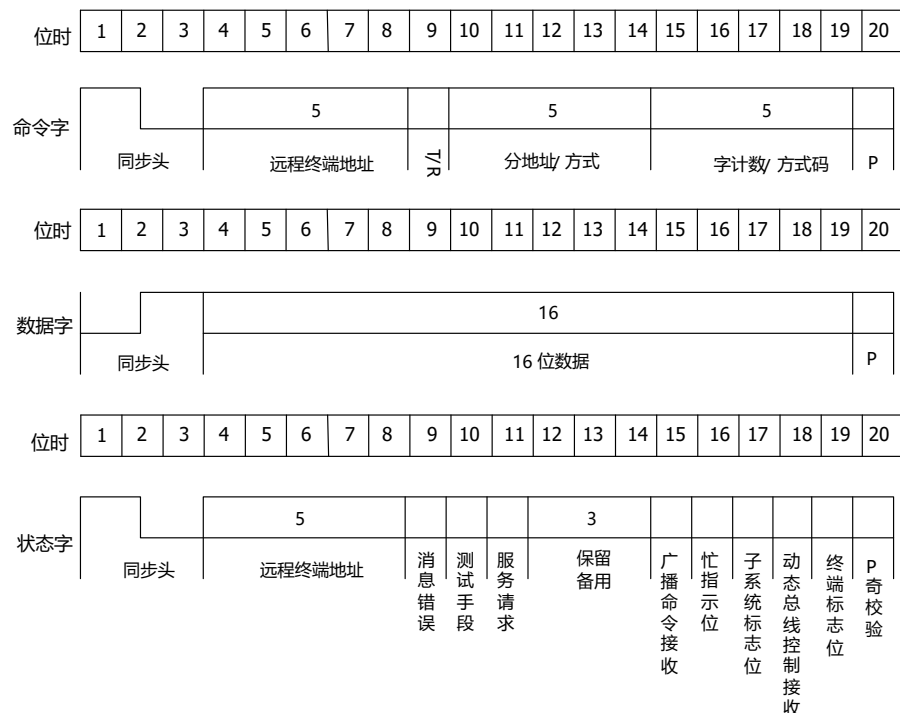 位时 1 2 3 4 5 6 7 8 9 10 11 12 13 14 15 16 17 18 19 20
命令字 5 5 5
同步头 远程终端地址 T/R 分地址/ 方式 字计数/ 方式码 P
位时 1 2 3 4 5 6 7 8 9 10 11 12 13 14 15 16 17 18 19 20
数据字 16
同步头 16 位数据 P
位时 1 2 3 4 5 6 7 8 9 10 11 12 13 14 15 16 17 18 19 20
状态字 5 3
同步头
远程终端地址
消息错误
测试手段
服务请求
保留
备用
广播命令接收
忙指示位
子系统标志位
动态总线控制接收
终端标志位
P奇校验